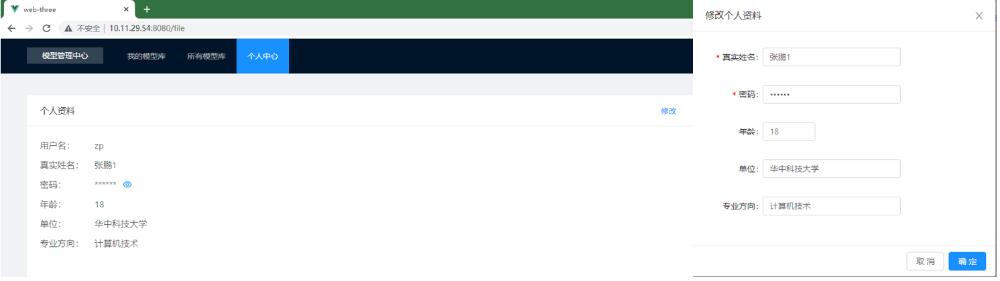 web-three
不安全 10.11.29.54:8080/file
模型管理中心 我的模型库 所有模型库 个人中心
个人资料 修改
用户名： zp
真实姓名： 张鹏1
密码： ******
年龄： 18
单位： 华中科技大学
专业方向： 计算机技术
修改个人资料
* 真实姓名： 张鹏1
* 密码： ••••••
年龄： 18
单位： 华中科技大学
专业方向： 计算机技术
取 消 确 定